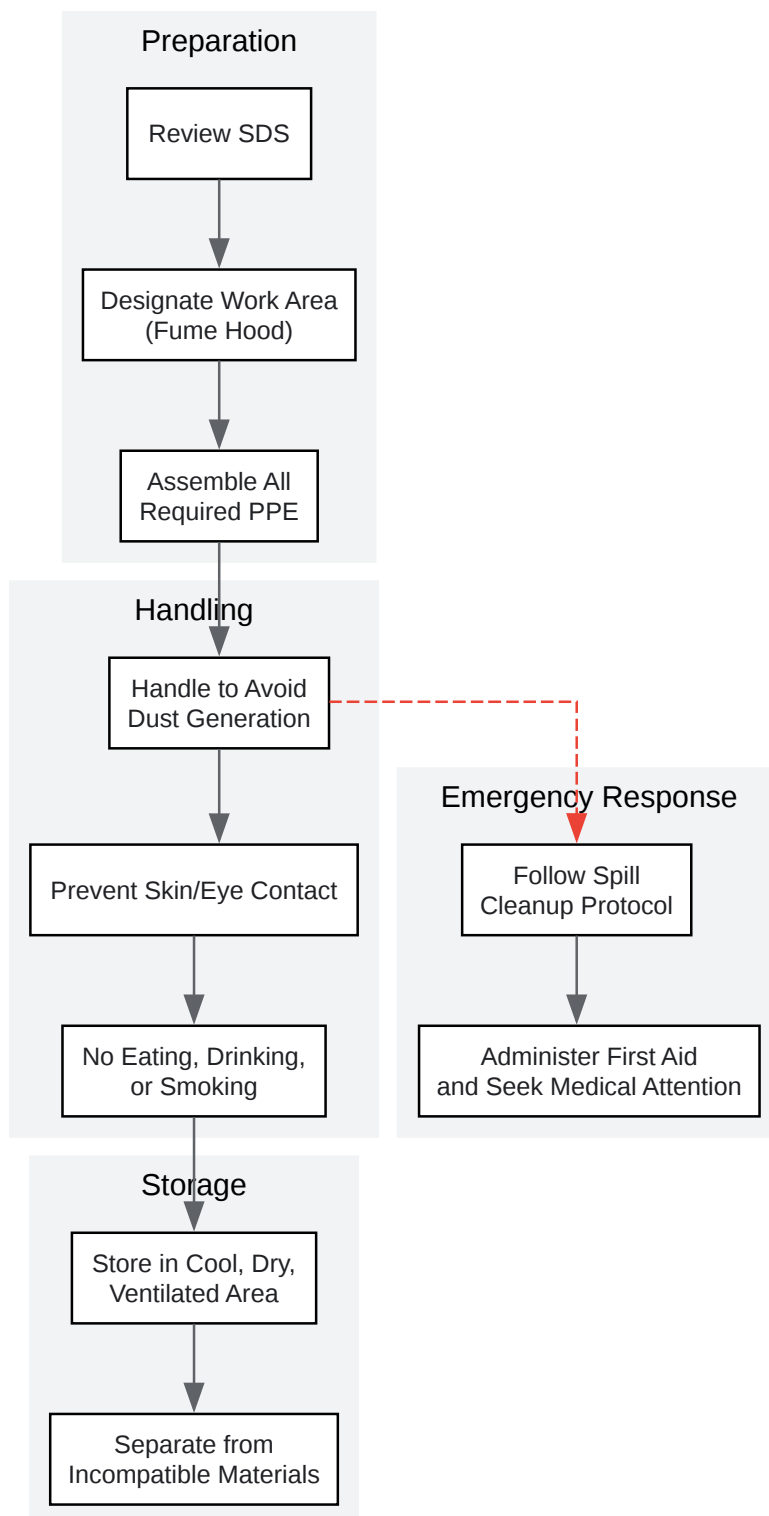 Preparation
Review SDS
Designate Work Area
(Fume Hood)
Assemble All
Required PPE
Handling
Handle to Avoid
Dust Generation
Prevent Skin/Eye Contact
No Eating, Drinking,
or Smoking
Emergency Response
Follow Spill
Cleanup Protocol
Administer First Aid
and Seek Medical Attention
Storage
Store in Cool, Dry,
Ventilated Area
Separate from
Incompatible Materials